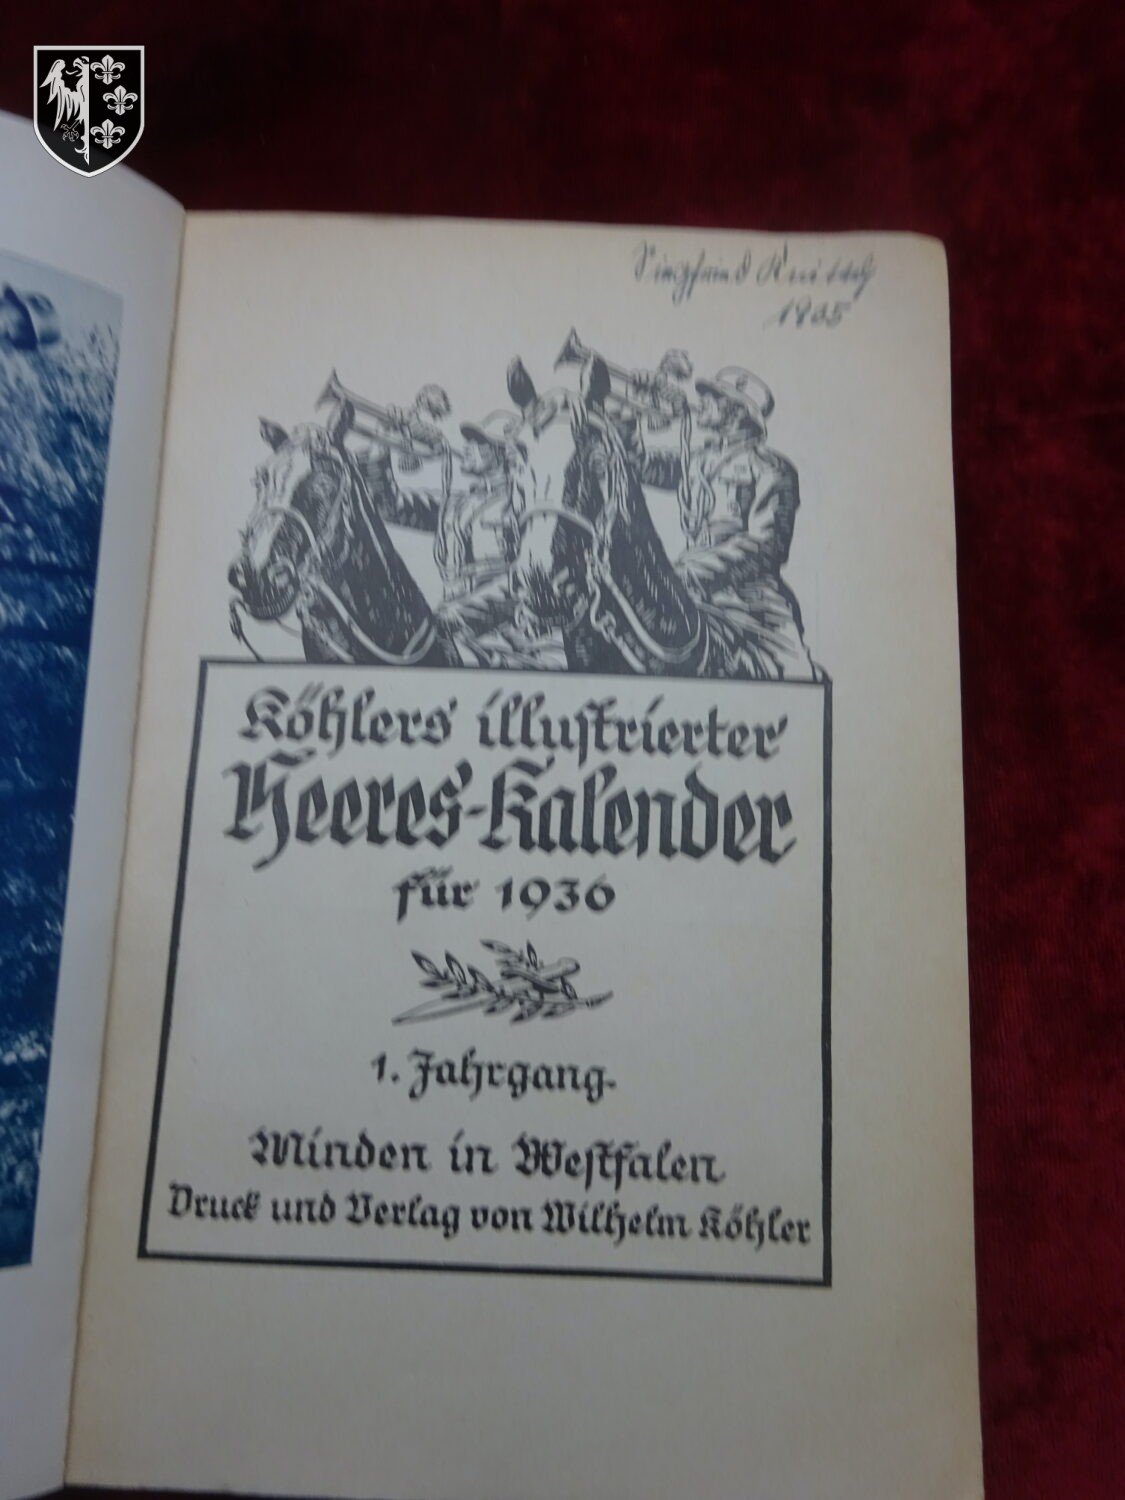 Siegfried
1935
Köhlers illustrierter
Heeres-Kalender
für 1936
1. Jahrgang.
Minden in Westfalen
Druck und Verlag von Wilhelm Köhler